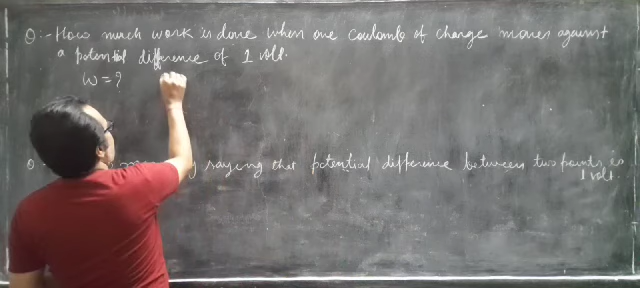 Q:- How much work is done when one coulomb of charge moves against
a potential difference of 1 volt.
W = ?
Q
saying that potential difference between two points is
1 volt.